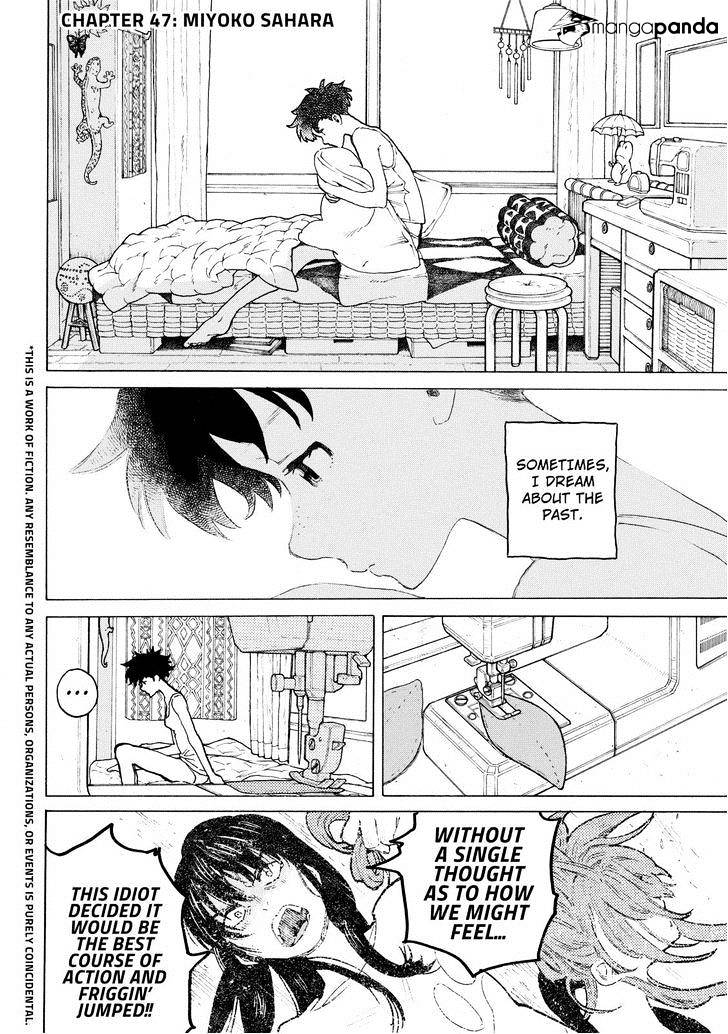 CHAPTER 47: MIYOKO SAHARA
mangapanda
SOMETIMES,
I DREAM
ABOUT THE
PAST.
...
WITHOUT
A SINGLE
THOUGHT
AS TO HOW
WE MIGHT
FEEL...
THIS IDIOT
DECIDED IT
WOULD BE
THE BEST
COURSE OF
ACTION AND
FRIGGIN'
JUMPED!!
*THIS IS A WORK OF FICTION. ANY RESEMBLANCE TO ANY ACTUAL PERSONS, ORGANIZATIONS, OR EVENTS IS PURELY COINCIDENTAL.